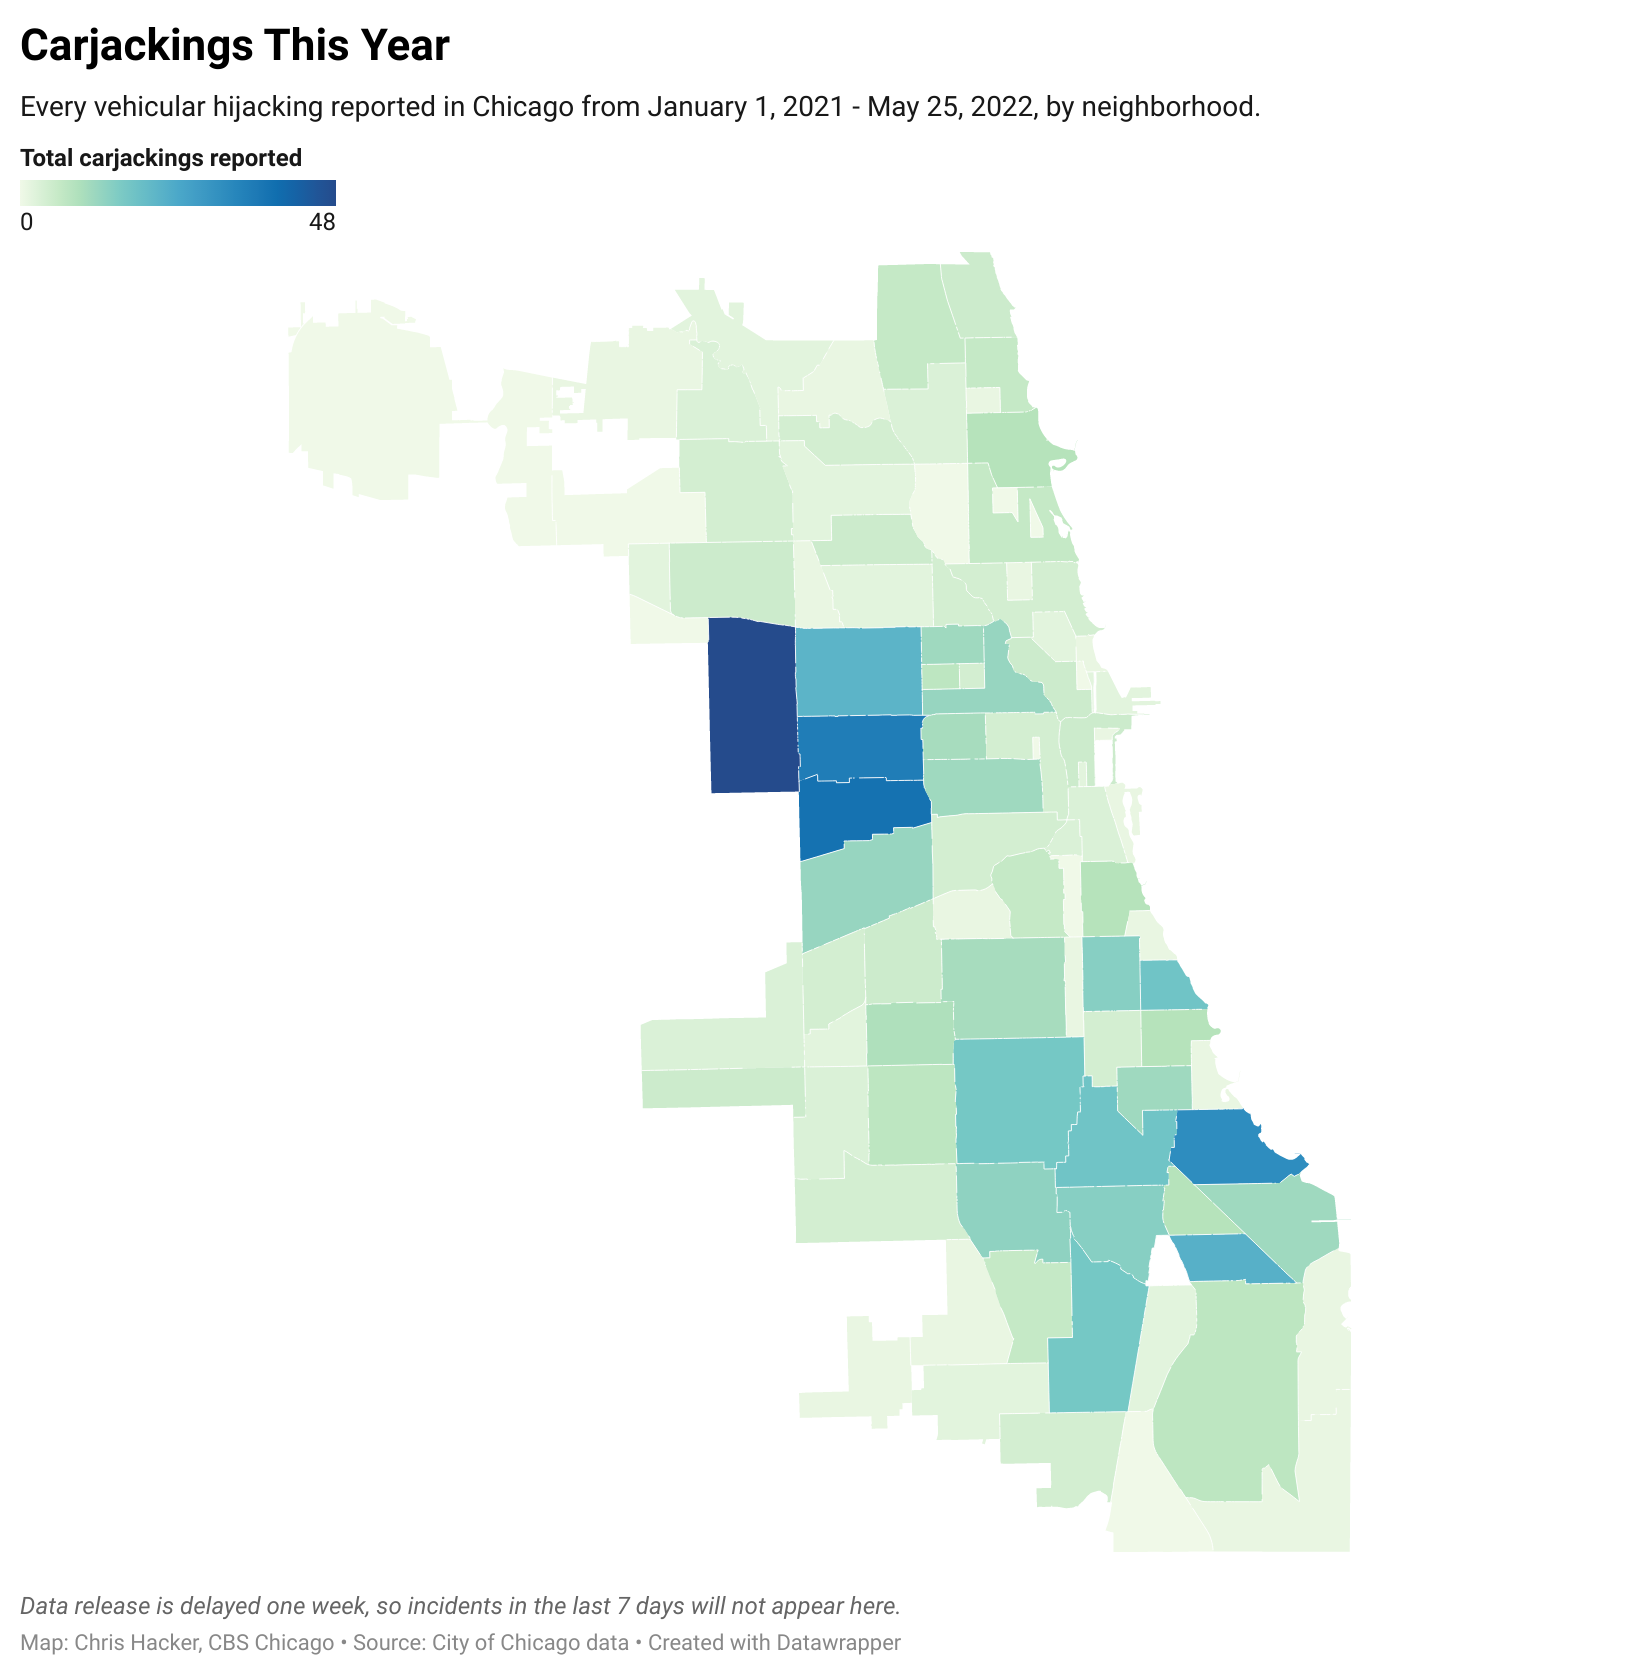 Carjackings This Year
Every vehicular hijacking reported in Chicago from January 1, 2021 - May 25, 2022, by neighborhood.
Total carjackings reported
0 48
Data release is delayed one week, so incidents in the last 7 days will not appear here.
Map: Chris Hacker, CBS Chicago • Source: City of Chicago data • Created with Datawrapper